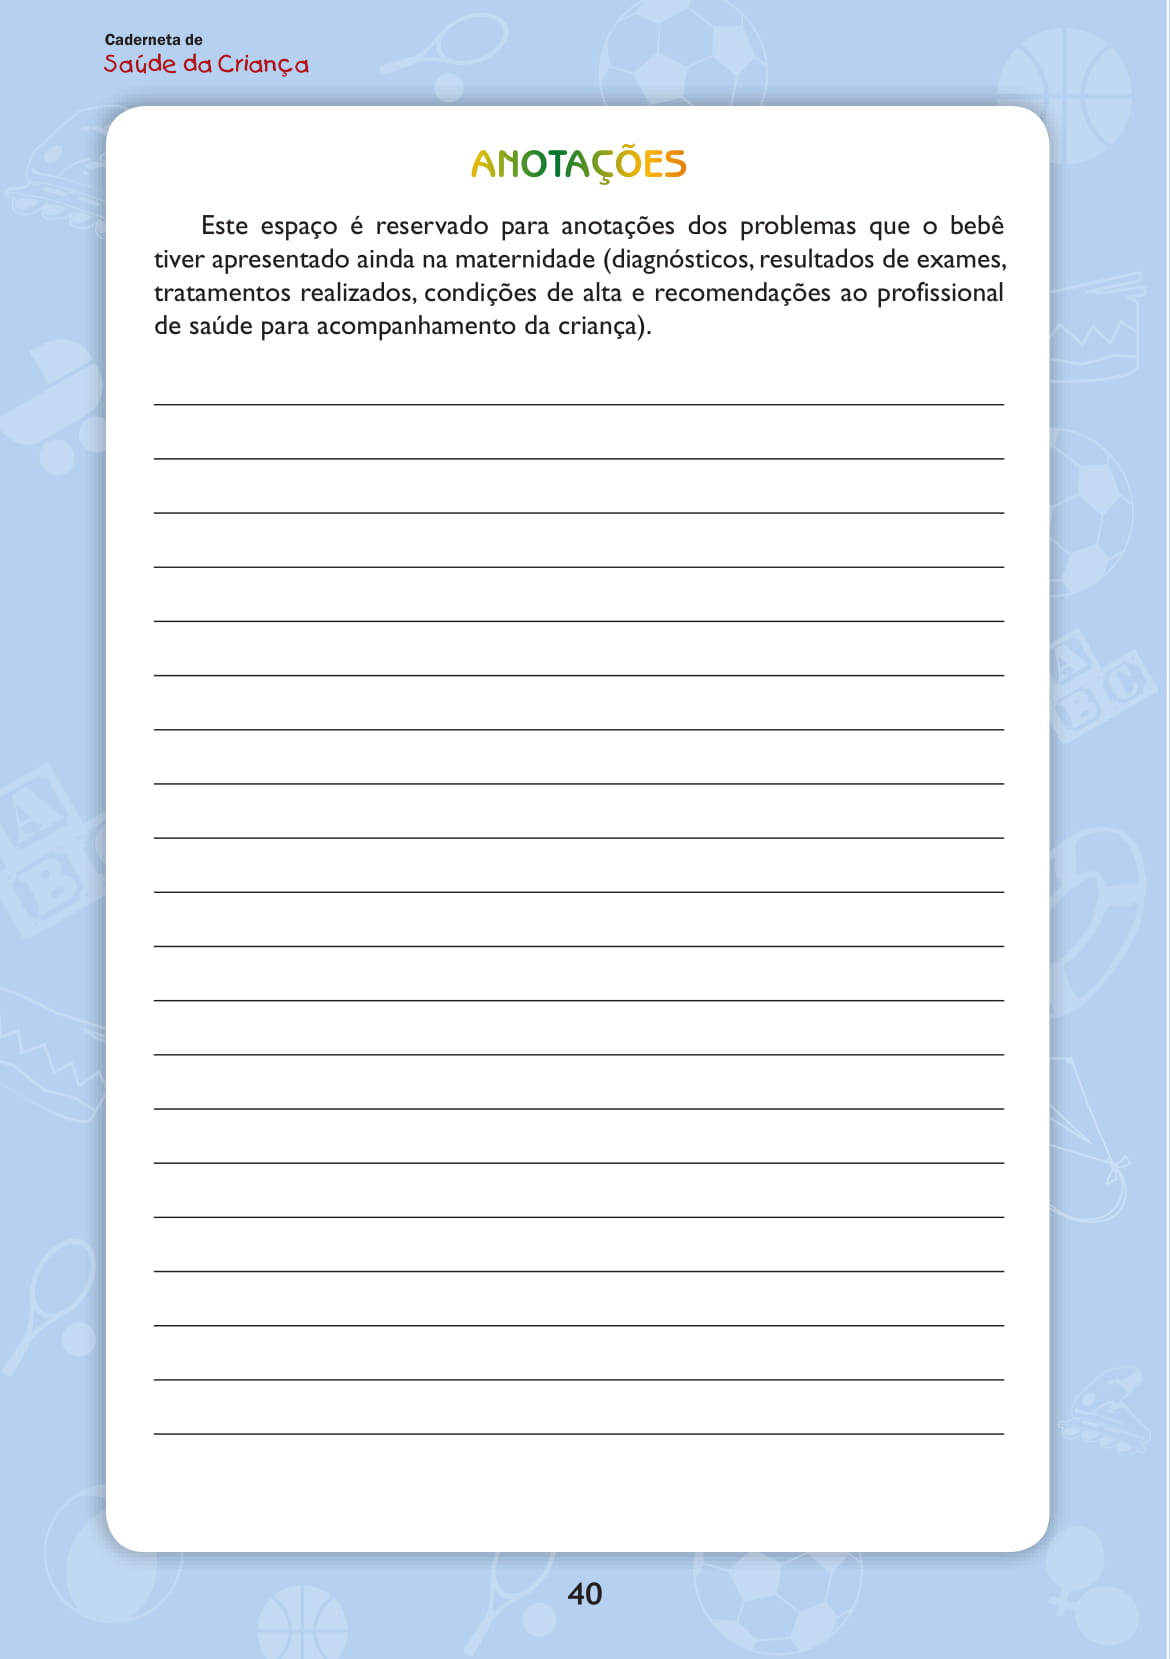 Caderneta de
Saúde da Criança
ANOTAÇÕES
Este espaço é reservado para anotações dos problemas que o bebê
tiver apresentado ainda na maternidade (diagnósticos, resultados de exames,
tratamentos realizados, condições de alta e recomendações ao profissional
de saúde para acompanhamento da criança).
A
B
C
A
B
40